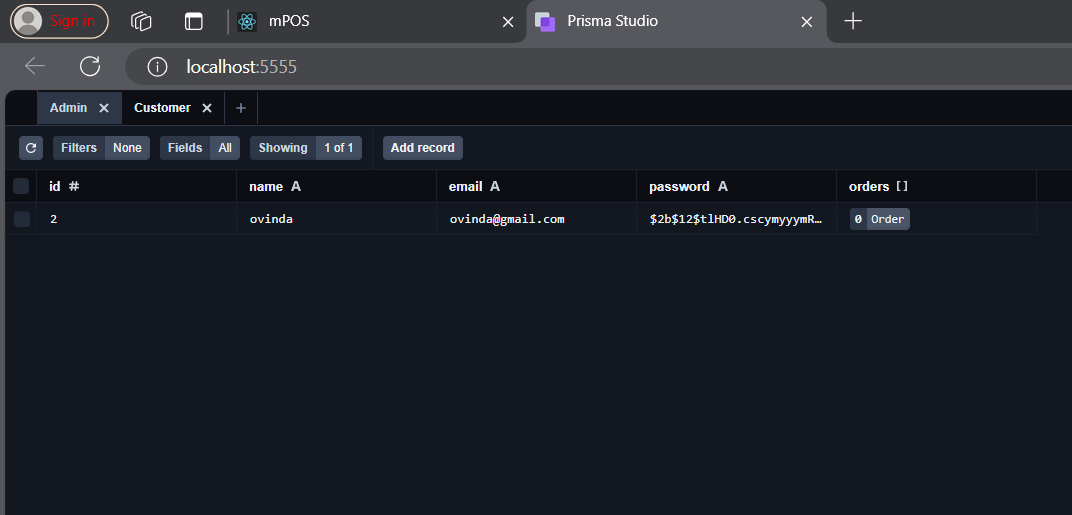 Sign in
mPOS
Prisma Studio
localhost:5555
Admin
Customer
Filters None
Fields All
Showing 1 of 1
Add record
id #
name A
email A
password A
orders []
2
ovinda
ovinda@gmail.com
$2b$12$tlHD0.cscymyyymR…
0 Order